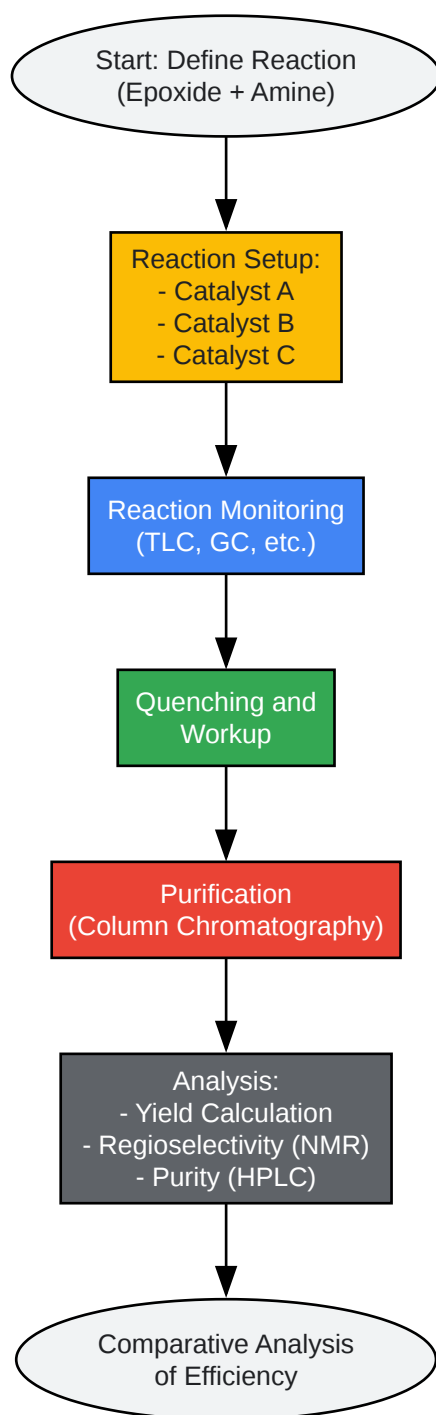 Start: Define Reaction
(Epoxide + Amine)
Reaction Setup:
- Catalyst A
- Catalyst B
- Catalyst C
Reaction Monitoring
(TLC, GC, etc.)
Quenching and
Workup
Purification
(Column Chromatography)
Analysis:
- Yield Calculation
- Regioselectivity (NMR)
- Purity (HPLC)
Comparative Analysis
of Efficiency